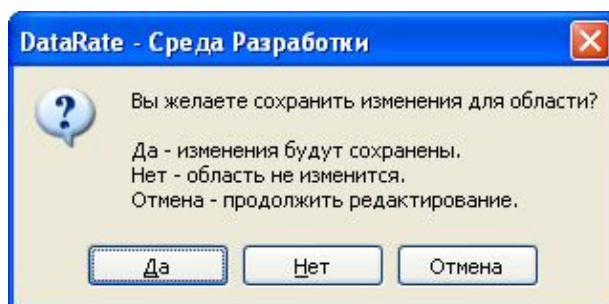 DataRate - Среда Разработки
Вы желаете сохранить изменения для области?
Да - изменения будут сохранены.
Нет - область не изменится.
Отмена - продолжить редактирование.
Да Нет Отмена